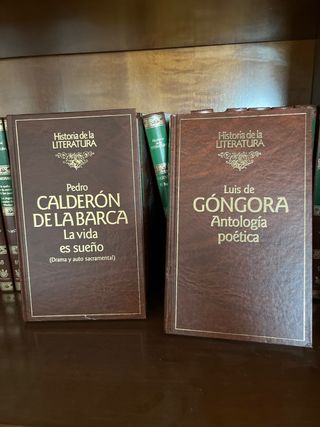 Historia de la
LITERATURA
Pedro
CALDERÓN
DE LA BARCA
La vida
es sueño
(Drama y auto sacramental)
Historia de la
LITERATURA
Luis de
GÓNGORA
Antología
poética